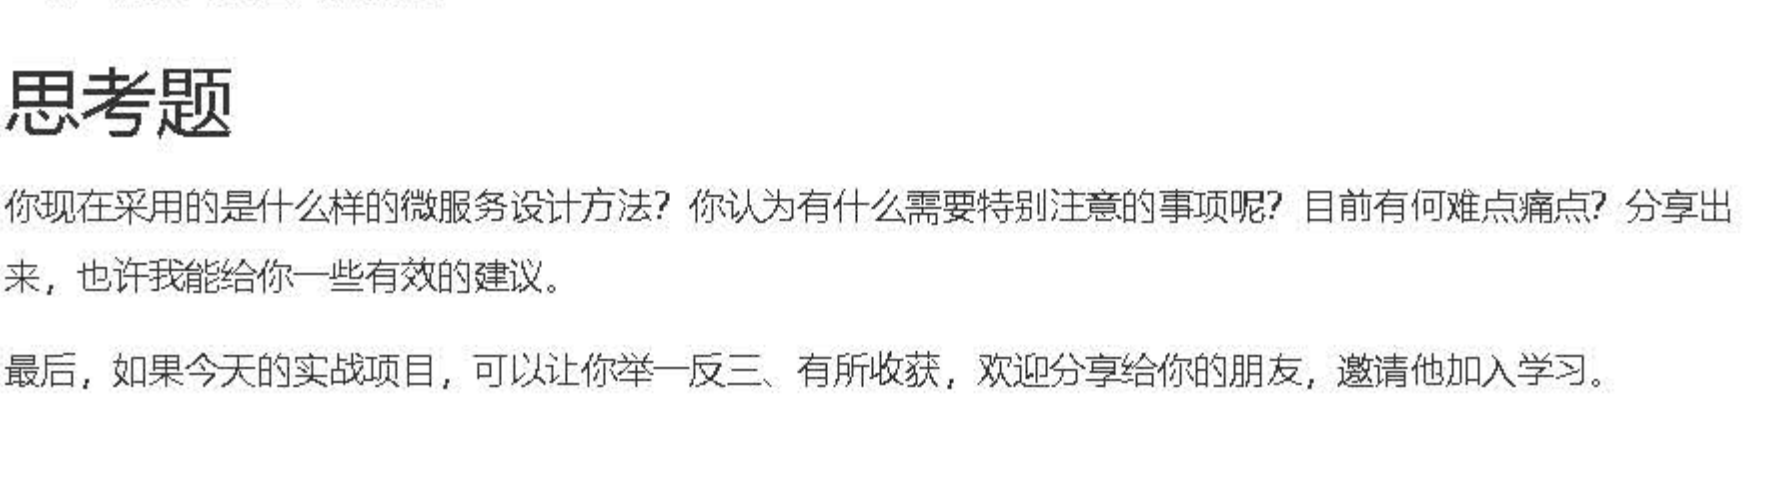 思考题
你现在采用的是什么样的微服务设计方法？你认为有什么需要特别注意的事项呢？目前有何难点痛点？分享出
来，也许我能给你一些有效的建议。
最后，如果今天的实战项目，可以让你举一反三、有所收获，欢迎分享给你的朋友，邀请他加入学习。